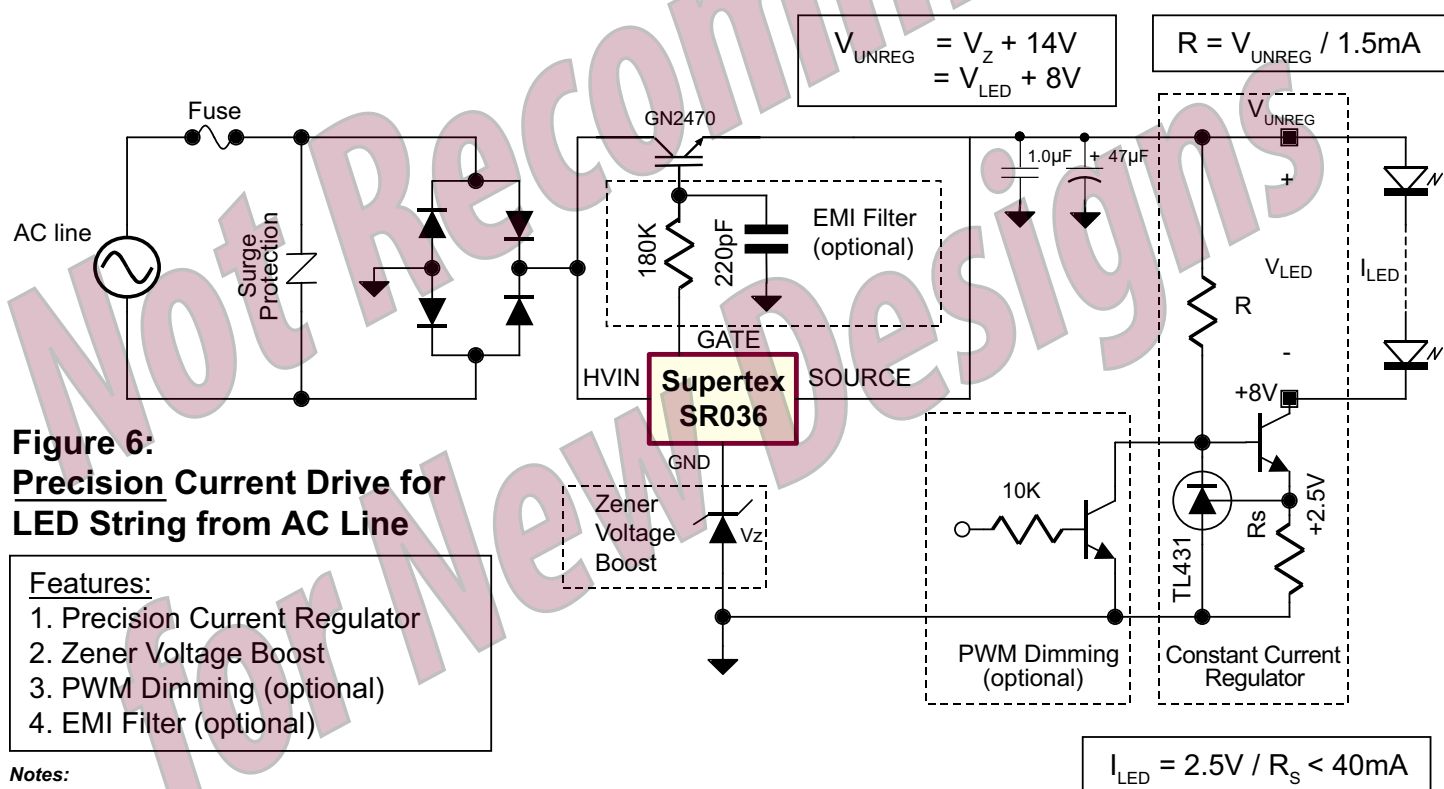 V_UNREG = V_Z + 14V
= V_LED + 8V
R = V_UNREG / 1.5mA
Fuse
GN2470
V_UNREG
1.0µF
+ 47µF
+
AC line
Surge
Protection
180K
220pF
EMI Filter
(optional)
V_LED
I_LED
R
GATE
-
HVIN
Supertex
SR036
SOURCE
+8V
GND
Figure 6:
Precision Current Drive for
LED String from AC Line
Zener
Voltage
Boost
Vz
10K
TL431
Rs
+2.5V
Features:
1. Precision Current Regulator
2. Zener Voltage Boost
3. PWM Dimming (optional)
4. EMI Filter (optional)
PWM Dimming
(optional)
Constant Current
Regulator
Notes:
I_LED = 2.5V / R_S < 40mA
for New Designs